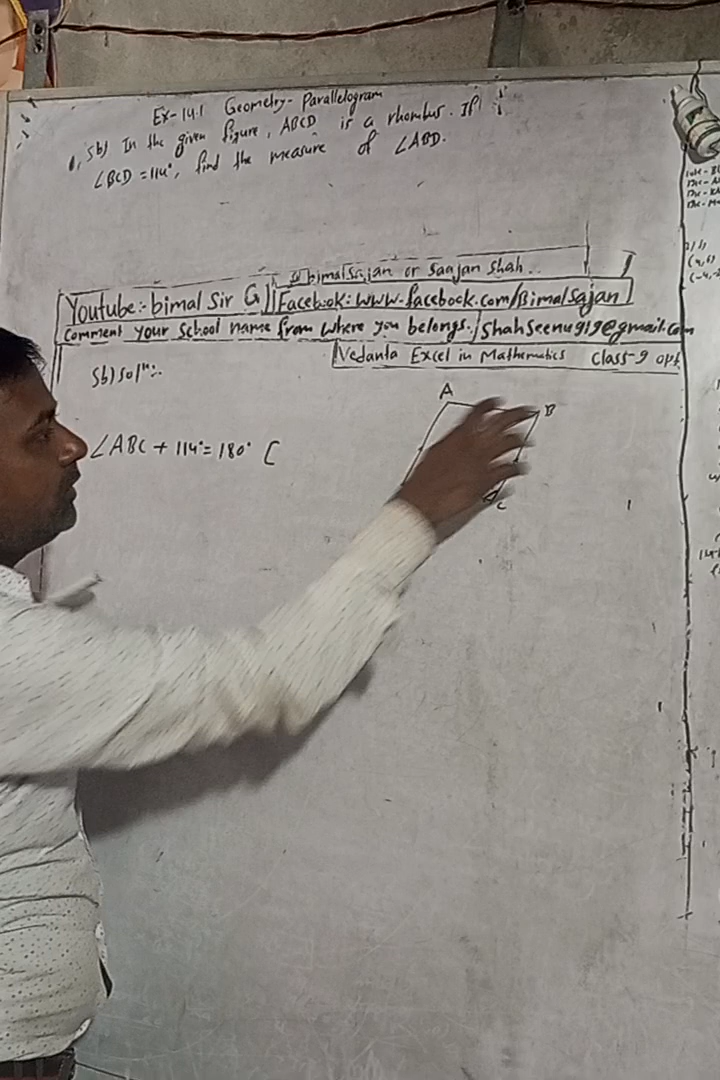 Ex-14.1 Geometry- Parallelogram
5b) In the given figure, ABCD is a rhombus. If
∠BCD = 114°, find the measure of ∠ABD.
bimalsajan or Saajan Shah..
Youtube:- bimal Sir G
Facebook: www.facebook.com/Bimalsajan
Comment your School name from where you belongs.
Vedanta Excel in Mathematics Class-9 opt
5b) solⁿ:-
A
B
C
∠ABC + 114° = 180° [